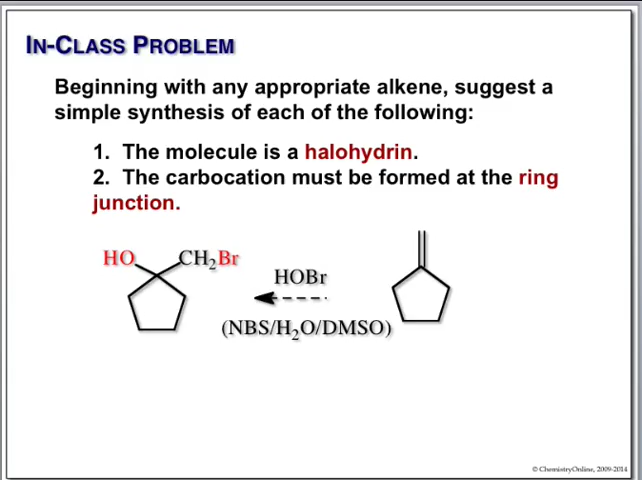 IN-CLASS PROBLEM
Beginning with any appropriate alkene, suggest a
simple synthesis of each of the following:
1. The molecule is a halohydrin.
2. The carbocation must be formed at the ring
junction.
HO CH₂Br
HOBr
(NBS/H₂O/DMSO)
© ChemistryOnline, 2009-2014